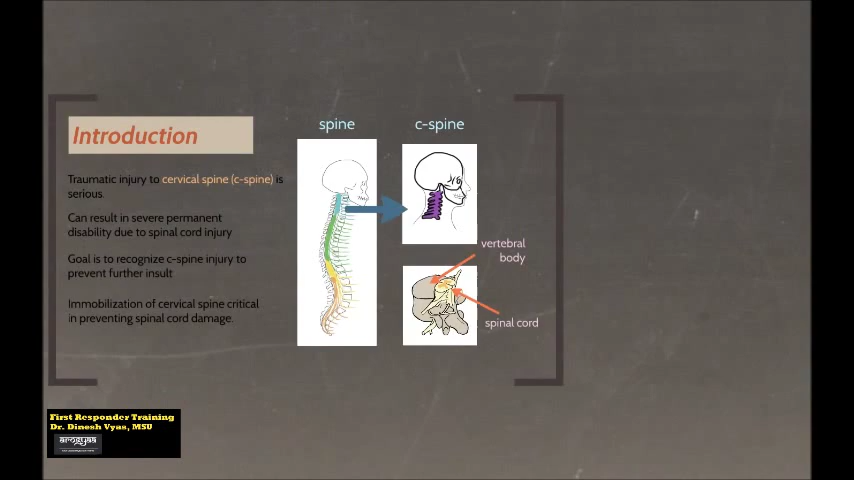 Introduction
Traumatic injury to cervical spine (c-spine) is
serious.
Can result in severe permanent
disability due to spinal cord injury
Goal is to recognize c-spine injury to
prevent further insult
Immobilization of cervical spine critical
in preventing spinal cord damage.
spine
c-spine
vertebral
body
spinal cord
First Responder Training
Dr. Dinesh Vyas, MSU
arogyaa